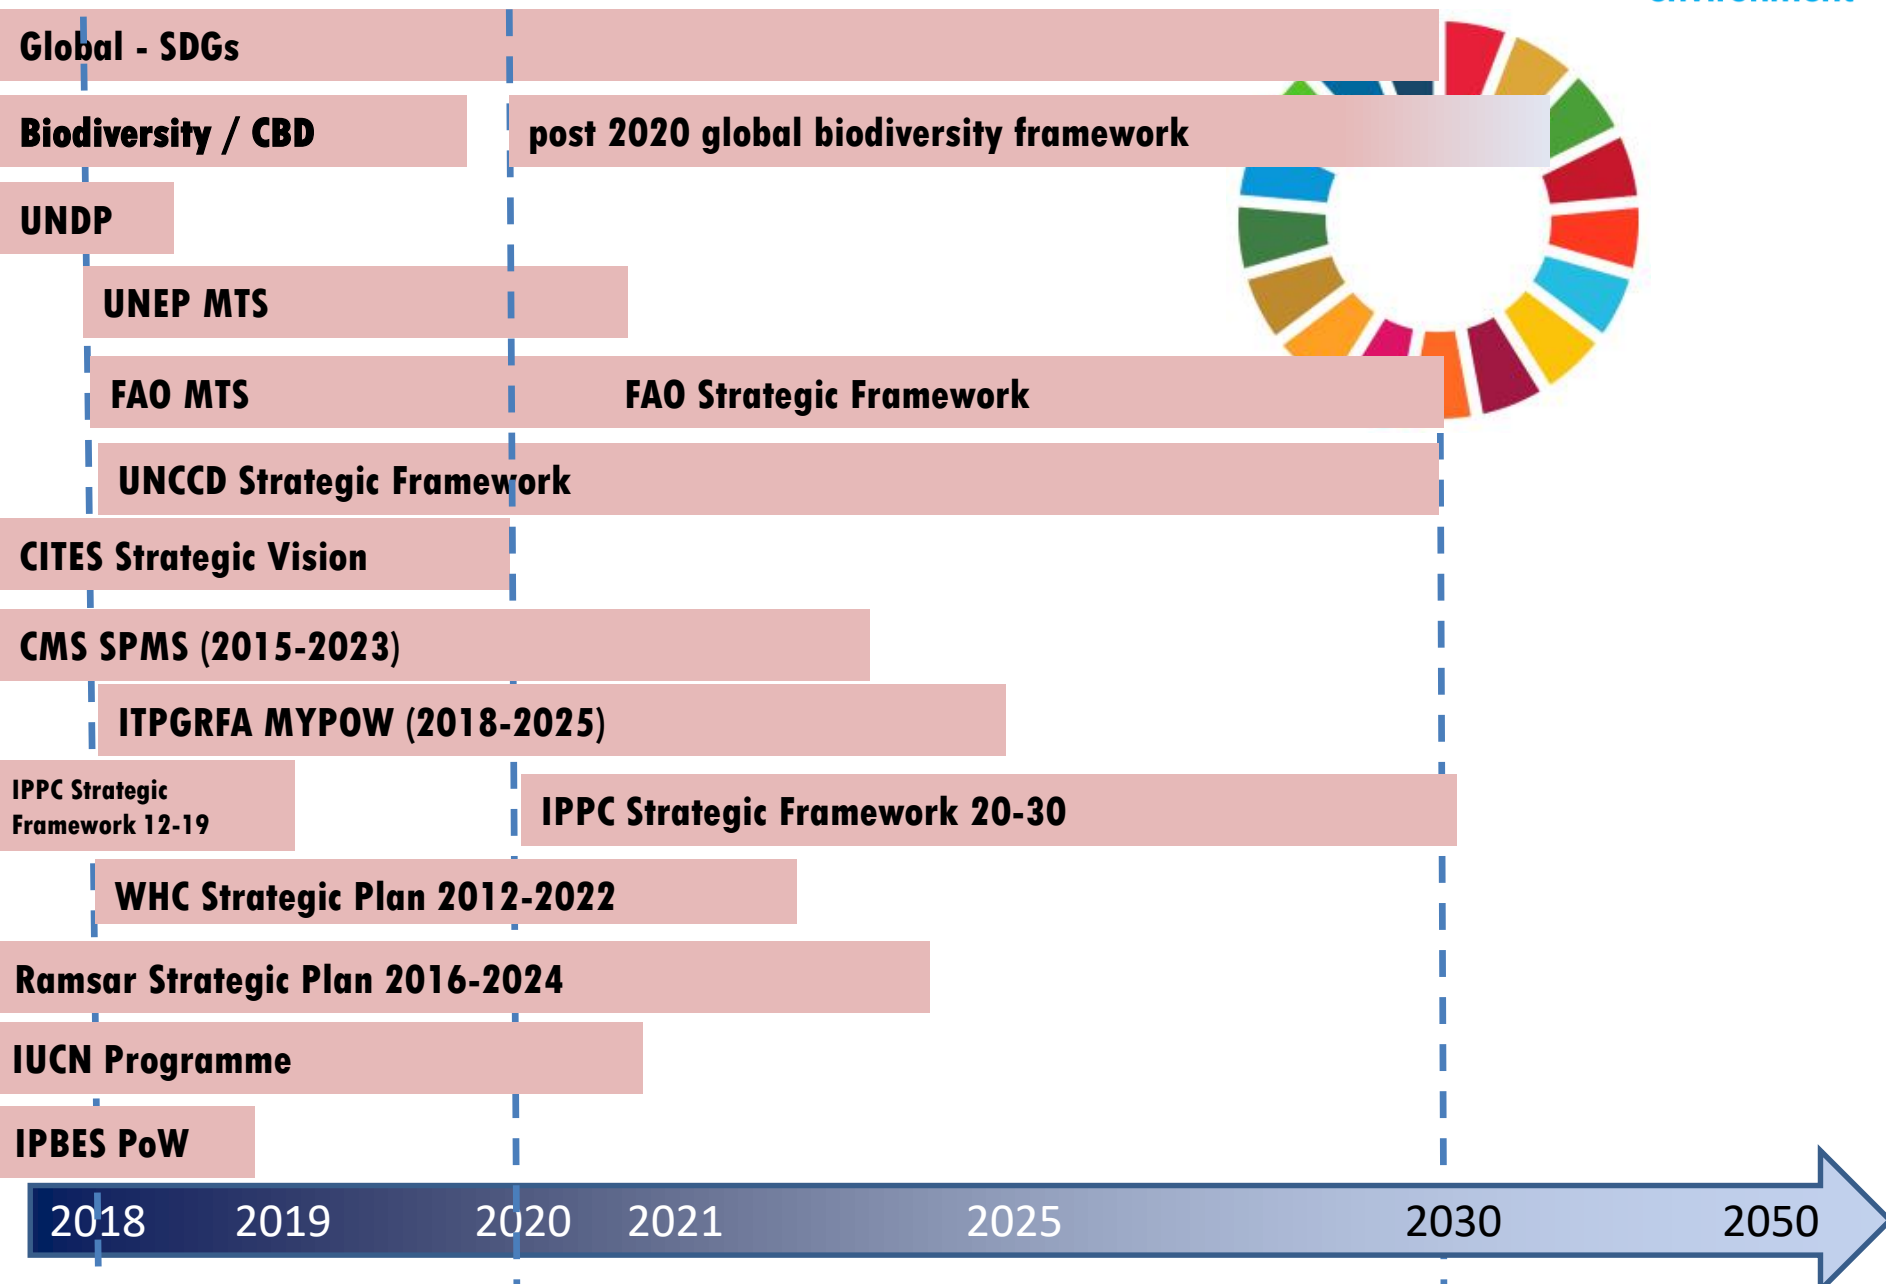 environment
Global - SDGs
Biodiversity / CBD
post 2020 global biodiversity framework
UNDP
UNEP MTS
FAO MTS
FAO Strategic Framework
UNCCD Strategic Framework
CITES Strategic Vision
CMS SPMS (2015-2023)
ITPGRFA MYPOW (2018-2025)
IPPC Strategic
Framework 12-19
IPPC Strategic Framework 20-30
WHC Strategic Plan 2012-2022
Ramsar Strategic Plan 2016-2024
IUCN Programme
IPBES PoW
2018 2019 2020 2021 2025 2030 2050